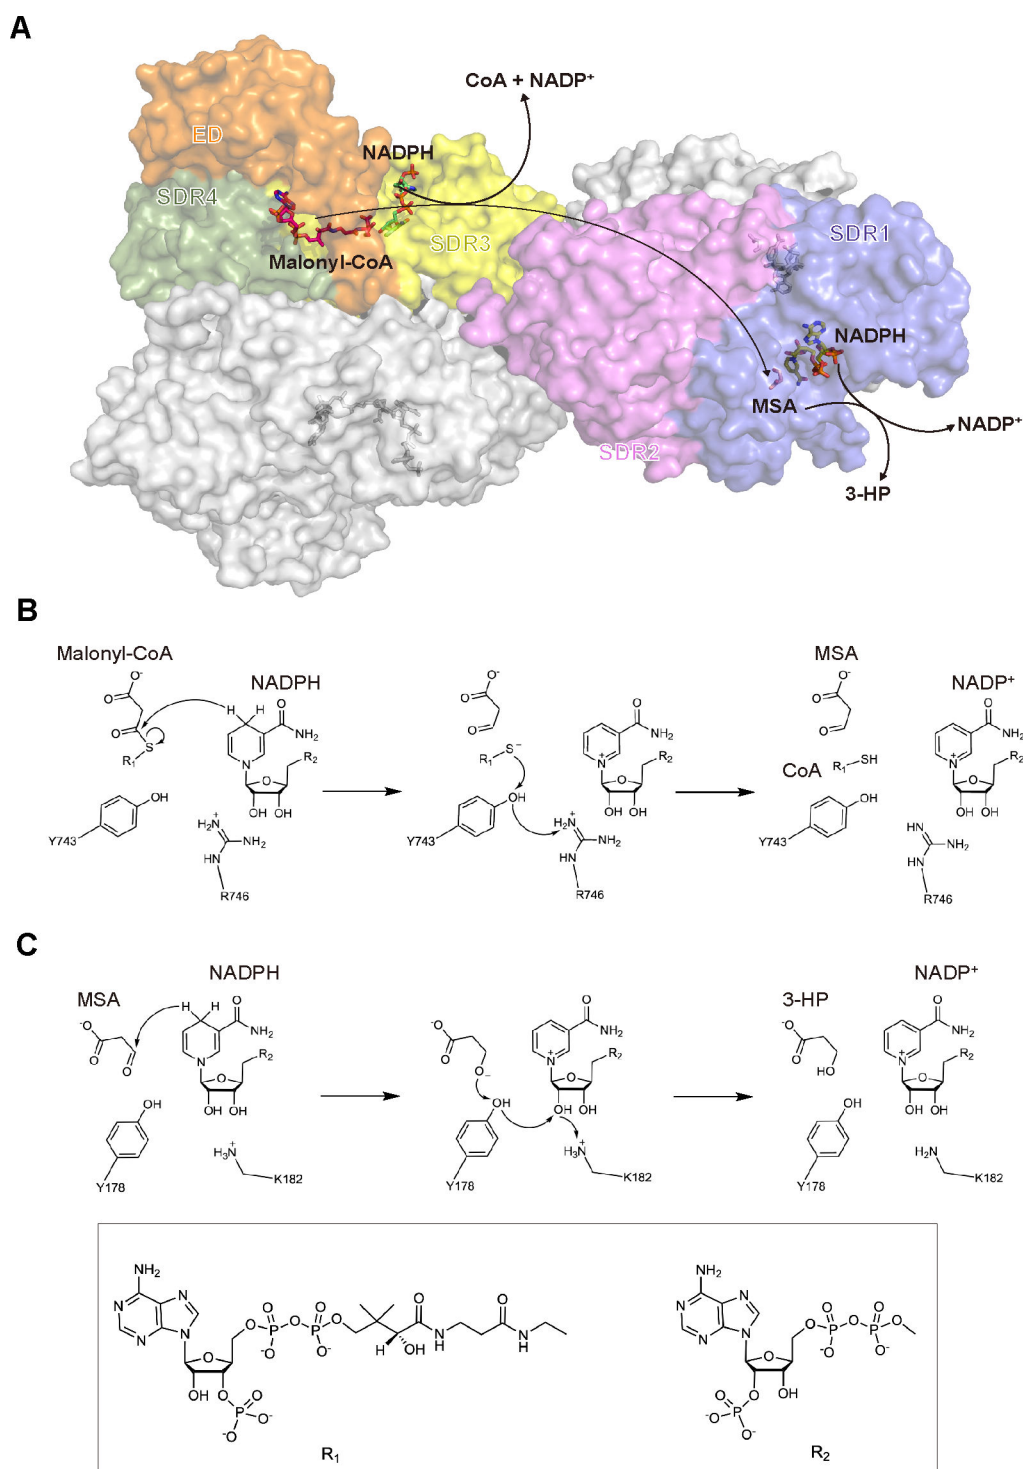 A
CoA + NADP⁺
ED
NADPH
SDR4
SDR3
SDR1
Malonyl-CoA
NADPH
MSA
NADP⁺
SDR2
3-HP
B
Malonyl-CoA
NADPH
MSA
NADP⁺
O⁻ O O S R₁
H H O NH₂ R₂ N O OH OH
OH
Y743
H₂N⁺ NH₂ HN
R746
O⁻ O O
R₁ S⁻
OH
Y743
O NH₂ R₂ N⁺ O OH OH
H₂N⁺ NH₂ HN
R746
O⁻ O O
CoA R₁ SH
OH
Y743
O NH₂ R₂ N⁺ O OH OH
HN NH₂ HN
R746
C
MSA
NADPH
3-HP
NADP⁺
⁻O O O
H H O NH₂ R₂ N O OH OH
OH
Y178
H₃N⁺
K182
⁻O O O⁻
OH
Y178
O NH₂ R₂ N⁺ O OH OH
H₃N⁺
K182
⁻O O HO
OH
Y178
O NH₂ R₂ N⁺ O OH OH
H₂N
K182
NH₂ N N N N O OH O P O O⁻ O⁻ O P O O⁻ O P O O⁻ O H OH O N H O N H
R₁
NH₂ N N N N O OH O P O O⁻ O⁻ O P O O⁻ O P O O⁻ O
R₂